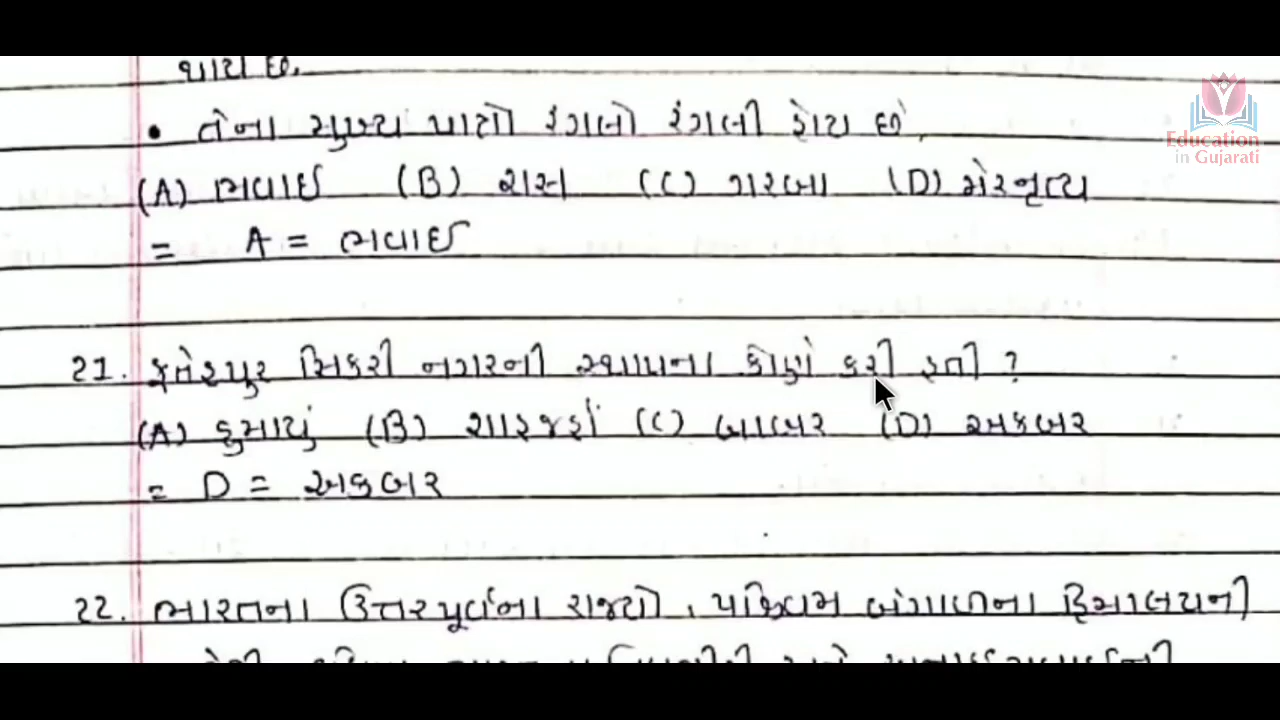 થાય છે.
• તેના મુખ્ય પાત્રો રંગલો રંગલી હોય છે.
(A) ભવાઈ (B) રાસ (C) ગરબા (D) મેરનૃત્ય
= A = ભવાઈ
21. ફતેહપુર સિકરી નગરની સ્થાપના કોણે કરી હતી ?
(A) હુમાયું (B) શાહજહાં (C) બાબર (D) અકબર
= D = અકબર
22. ભારતના ઉત્તરપૂર્વના રાજ્યો, પશ્ચિમ બંગાળના હિમાલયની
Education
in Gujarati